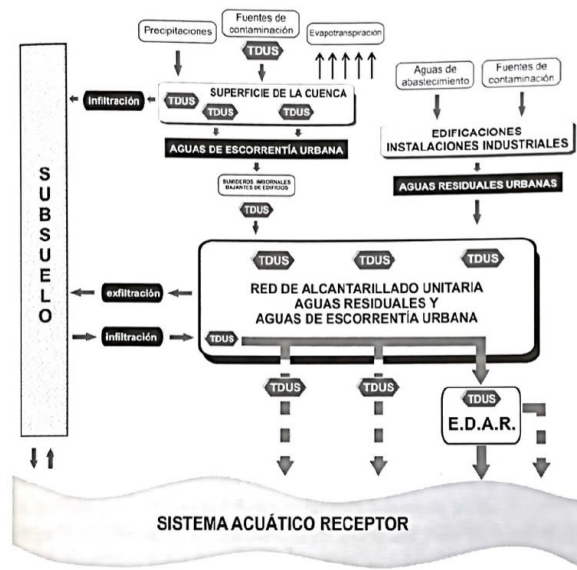 Precipitaciones
Fuentes de
contaminación
TDUS
Evapotranspiración
Aguas de
abastecimiento
Fuentes de
contaminación
Infiltración
SUPERFICIE DE LA CUENCA
TDUS
TDUS
TDUS
EDIFICACIONES
INSTALACIONES INDUSTRIALES
AGUAS DE ESCORRENTÍA URBANA
AGUAS RESIDUALES URBANAS
SUMIDEROS IMBORNALES
BAJANTES DE EDIFICIOS
TDUS
SUBSUELO
TDUS
TDUS
TDUS
RED DE ALCANTARILLADO UNITARIA
AGUAS RESIDUALES Y
AGUAS DE ESCORRENTÍA URBANA
exfiltración
infiltración
TDUS
TDUS
TDUS
TDUS
E.D.A.R.
SISTEMA ACUÁTICO RECEPTOR